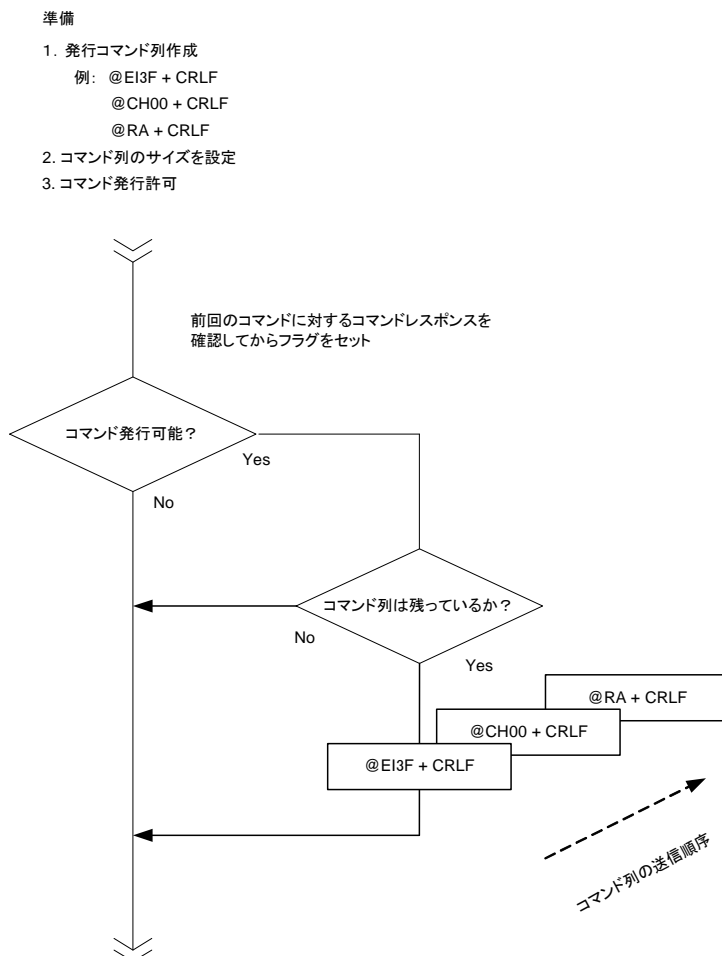 準備
1. 発行コマンド列作成
例: @EI3F + CRLF
@CH00 + CRLF
@RA + CRLF
2. コマンド列のサイズを設定
3. コマンド発行許可
前回のコマンドに対するコマンドレスポンスを
確認してからフラグをセット
コマンド発行可能？
Yes
No
コマンド列は残っているか？
No
Yes
@RA + CRLF
@CH00 + CRLF
@EI3F + CRLF
コマンド列の送信順序